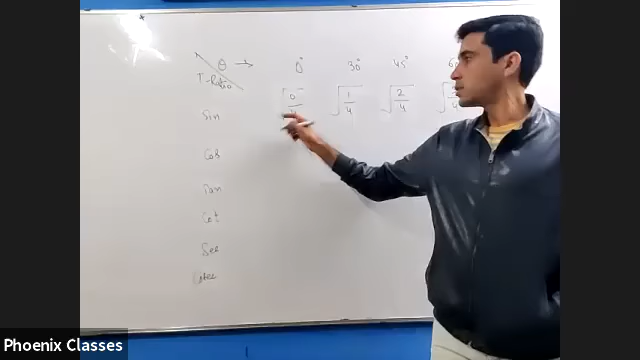 θ → 0° 30° 45° 60
T-Ratio
Sin √0/4 √1/4 √2/4
Cos
Tan
Cot
Sec
Cosec
Phoenix Classes